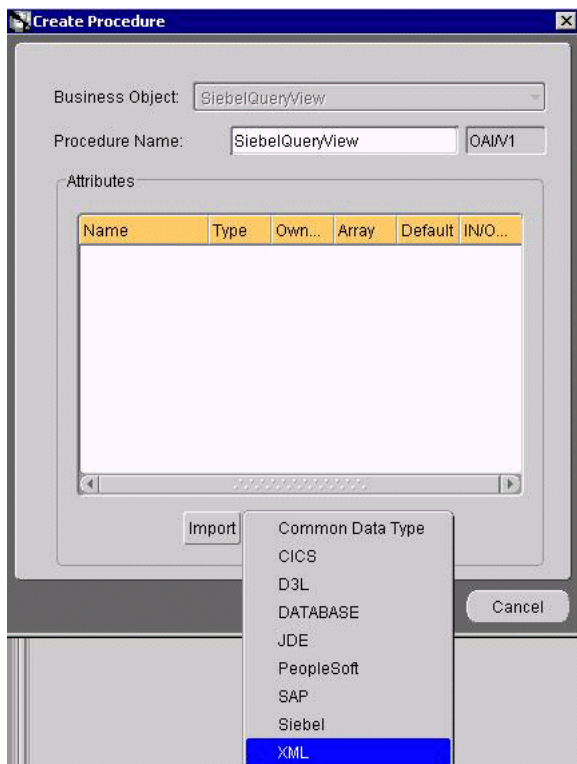 Create Procedure
Business Object: SiebelQueryView
Procedure Name: SiebelQueryView OAI/V1
Attributes
Name Type Own... Array Default IN/O...
Import
Common Data Type
CICS
D3L
DATABASE
Cancel
JDE
PeopleSoft
SAP
Siebel
XML